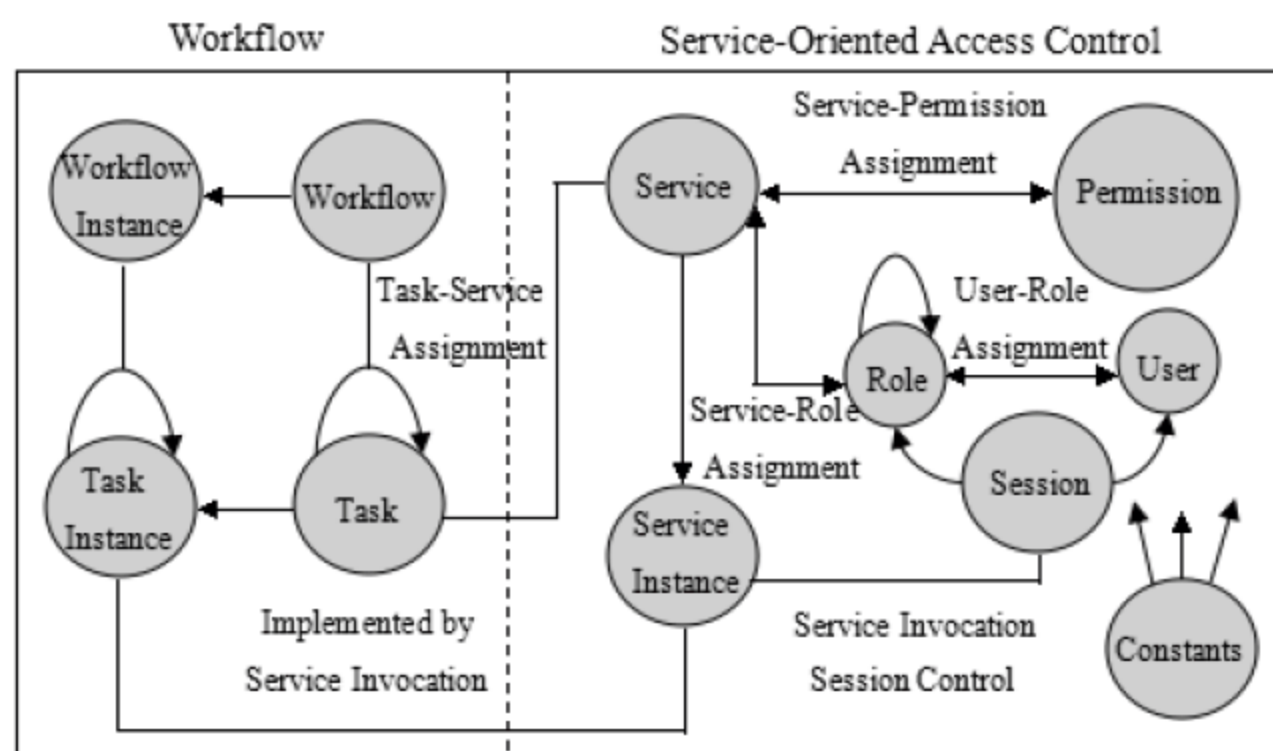 Workflow
Service-Oriented Access Control
Workflow
Instance
Workflow
Task-Service
Assignment
Task
Instance
Task
Implemented by
Service Invocation
Service
Service-Permission
Assignment
Permission
User-Role
Assignment
Role
User
Service-Role
Assignment
Session
Service
Instance
Service Invocation
Session Control
Constants